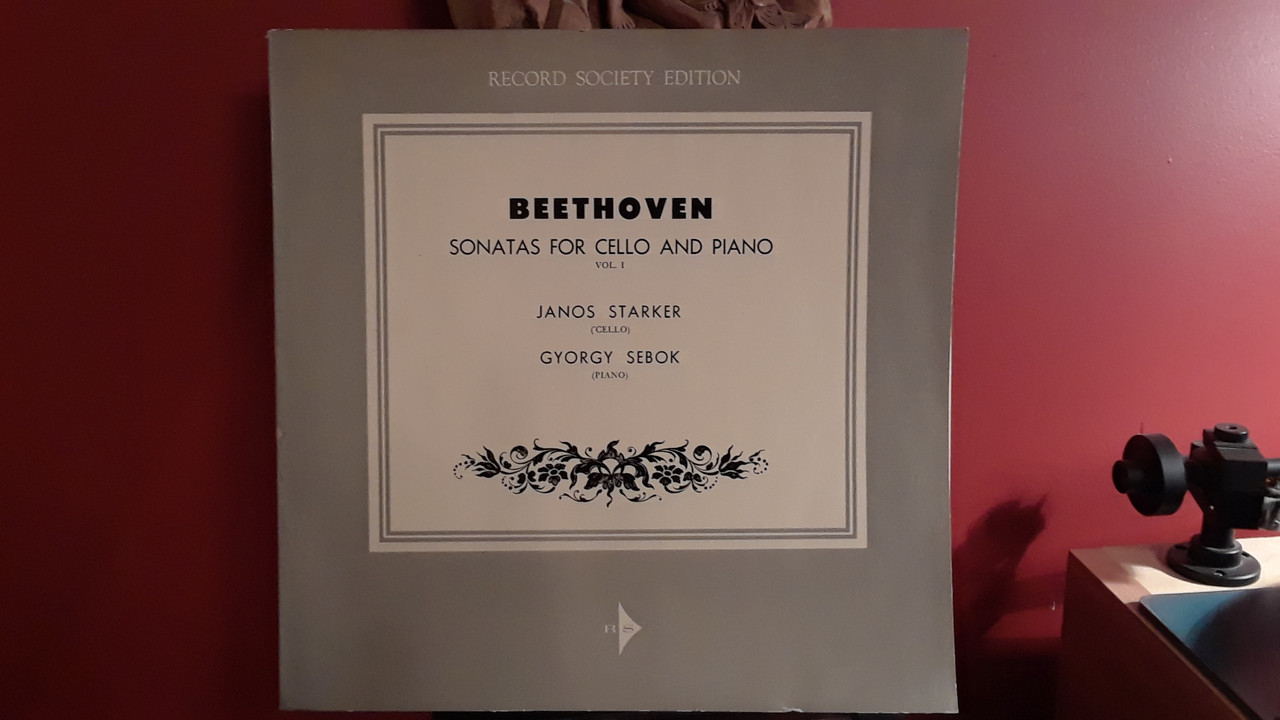 RECORD SOCIETY EDITION
BEETHOVEN
SONATAS FOR CELLO AND PIANO
VOL. I
JANOS STARKER
('CELLO)
GYORGY SEBOK
(PIANO)
R S